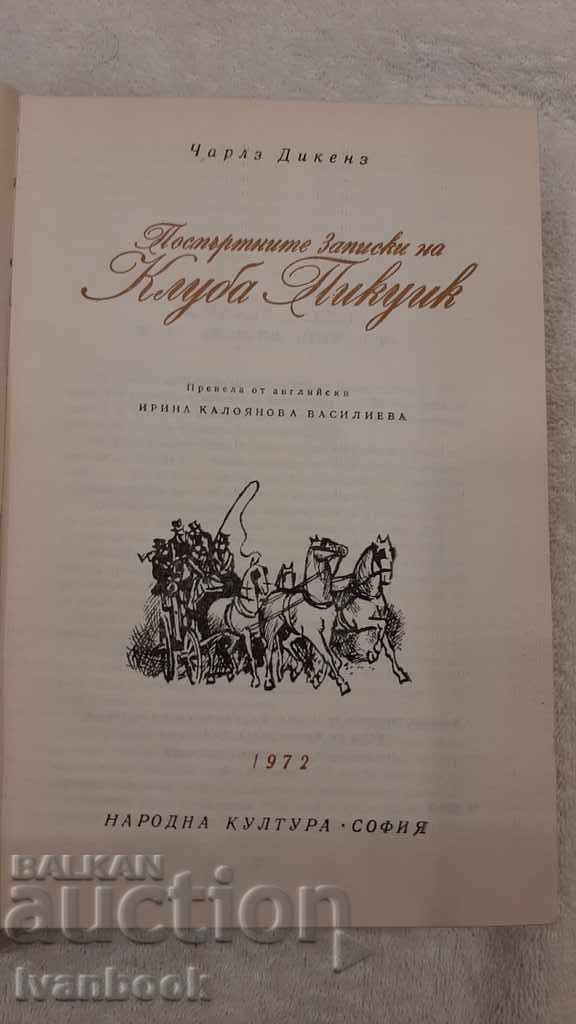 Чарлз Дикенз
Посмъртните Записки на
Клуба Пикуик
Превела от английски
ИРИНА КАЛОЯНОВА ВАСИЛИЕВА
1972
НАРОДНА КУЛТУРА · СОФИЯ
BALKAN
auction
Ivanbook